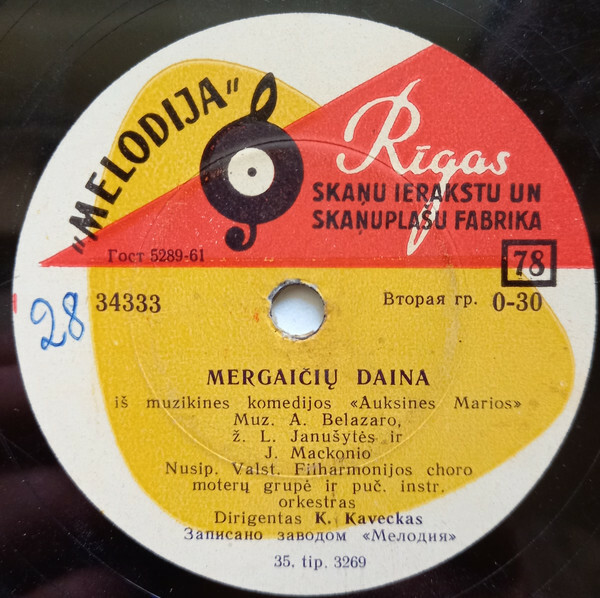 "MELODIJA"
Rīgas
SKAŅU IERAKSTU UN
SKAŅUPLAŠU FABRIKA
Гост 5289-61
78
28
34333
Вторая гр. 0-30
MERGAIČIŲ DAINA
iš muzikines komedijos «Auksines Marios»
Muz. A. Belazaro,
ž. L. Janušytės ir
J. Mackonio
Nusip. Valst. Filharmonijos choro
moterų grupė ir puč. instr.
orkestras
Dirigentas K. Kaveckas
Записано заводом «Мелодия»
35. tip. 3269